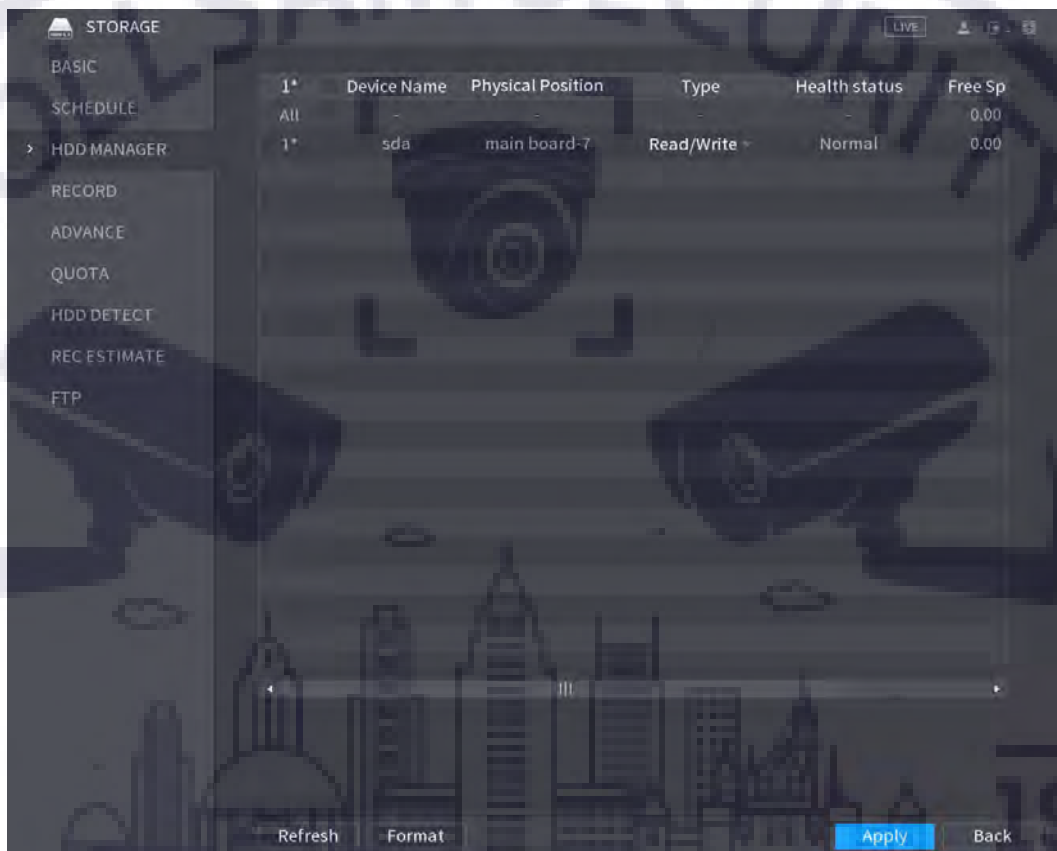 STORAGE
LIVE
BASIC
SCHEDULE
> HDD MANAGER
RECORD
ADVANCE
QUOTA
HDD DETECT
REC ESTIMATE
FTP
1* Device Name Physical Position Type Health status Free Sp
All - - - - 0.00
1* sda main board-7 Read/Write Normal 0.00
Refresh Format Apply Back